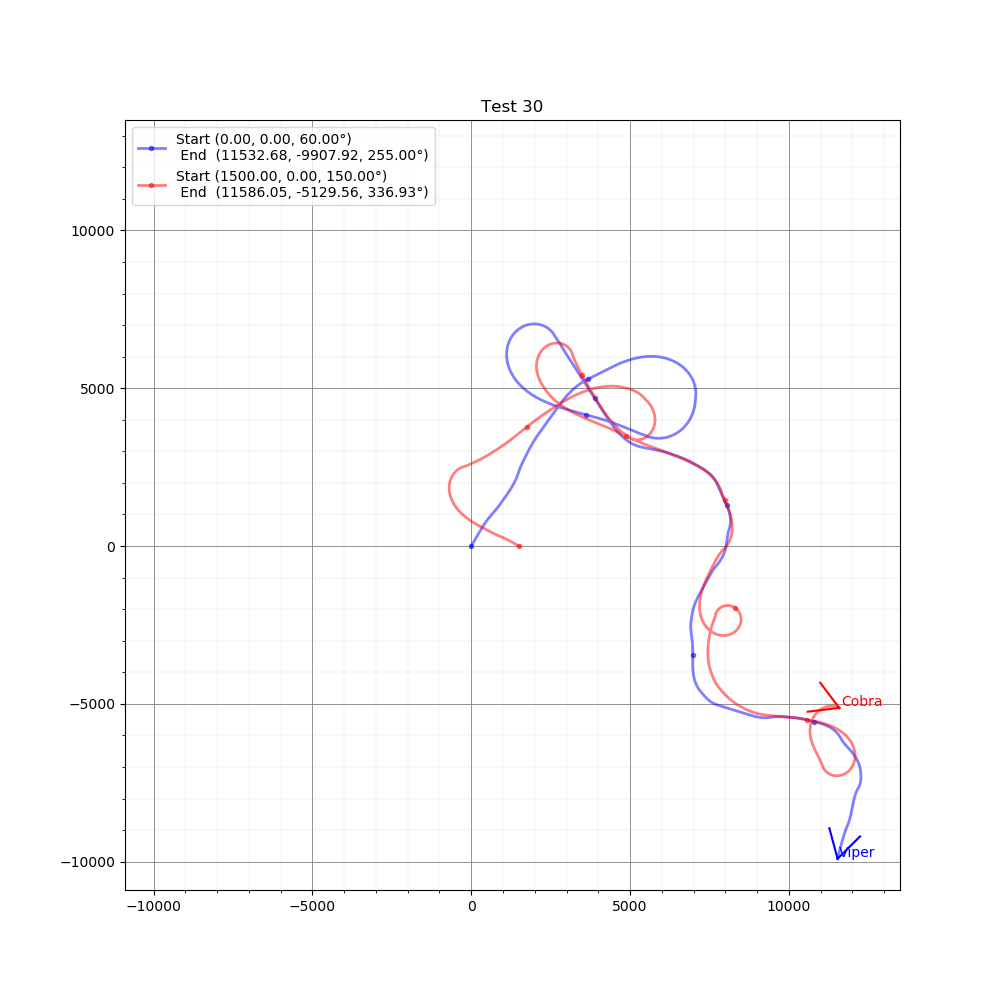 Test 30
Start (0.00, 0.00, 60.00°)
End (11532.68, -9907.92, 255.00°)
Start (1500.00, 0.00, 150.00°)
End (11586.05, -5129.56, 336.93°)
10000
5000
0
−5000
−10000
Cobra
Viper
−10000 −5000 0 5000 10000